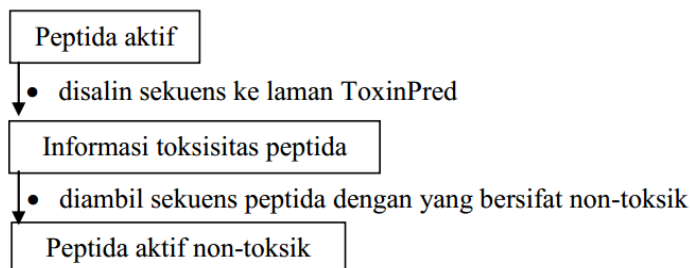 Peptida aktif
• disalin sekuens ke laman ToxinPred
Informasi toksisitas peptida
• diambil sekuens peptida dengan yang bersifat non-toksik
Peptida aktif non-toksik